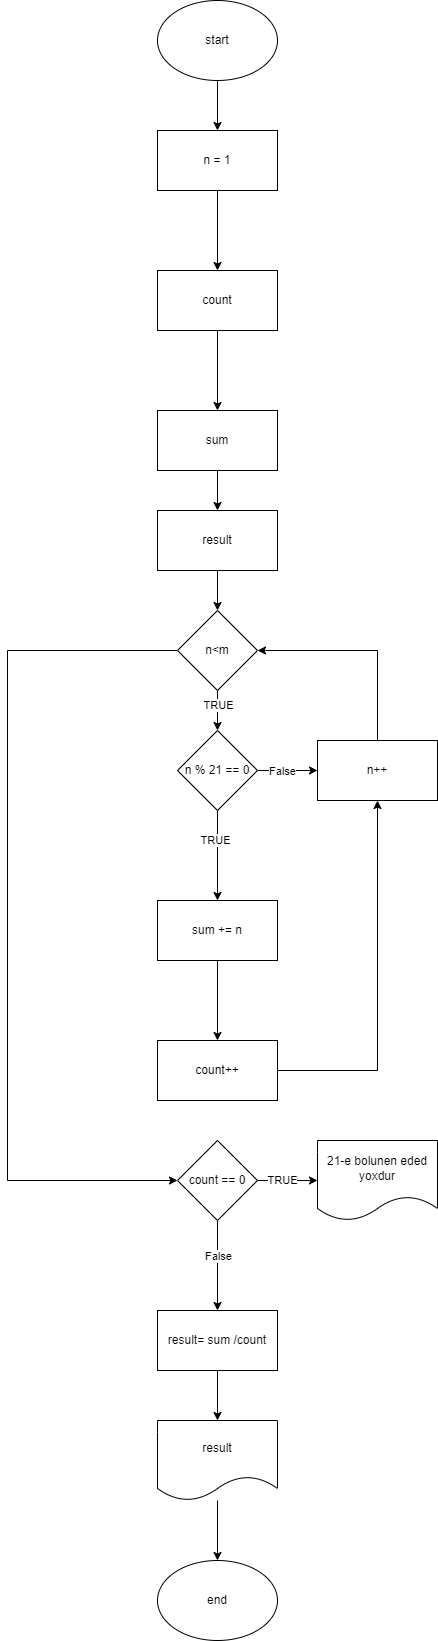 start
n = 1
count
sum
result
n<m
TRUE
n % 21 == 0
False
n++
TRUE
sum += n
count++
count == 0
TRUE
21-e bolunen eded
yoxdur
False
result= sum /count
result
end